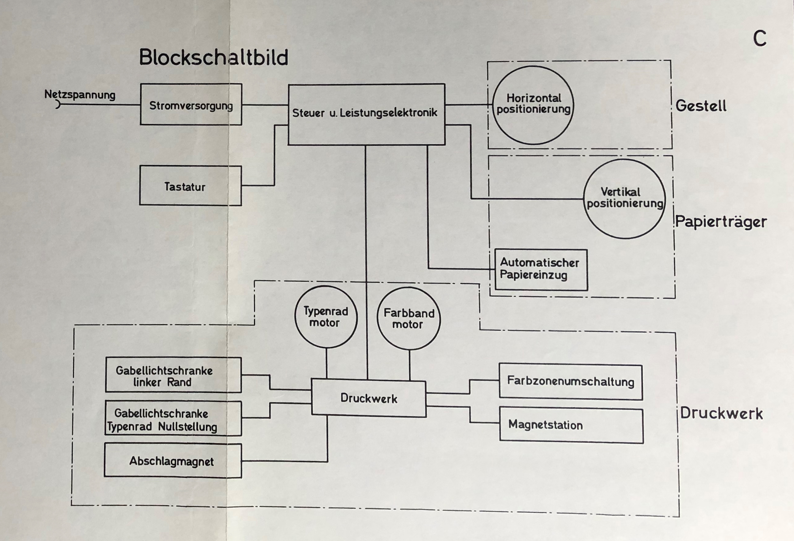 C
Blockschaltbild
Netzspannung
Stromversorgung
Steuer u. Leistungselektronik
Horizontal
positionierung
Gestell
Tastatur
Vertikal
positionierung
Papierträger
Automatischer
Papiereinzug
Typenrad
motor
Farbband
motor
Gabellichtschranke
linker Rand
Farbzonenumschaltung
Druckwerk
Druckwerk
Gabellichtschranke
Typenrad Nullstellung
Magnetstation
Abschlagmagnet